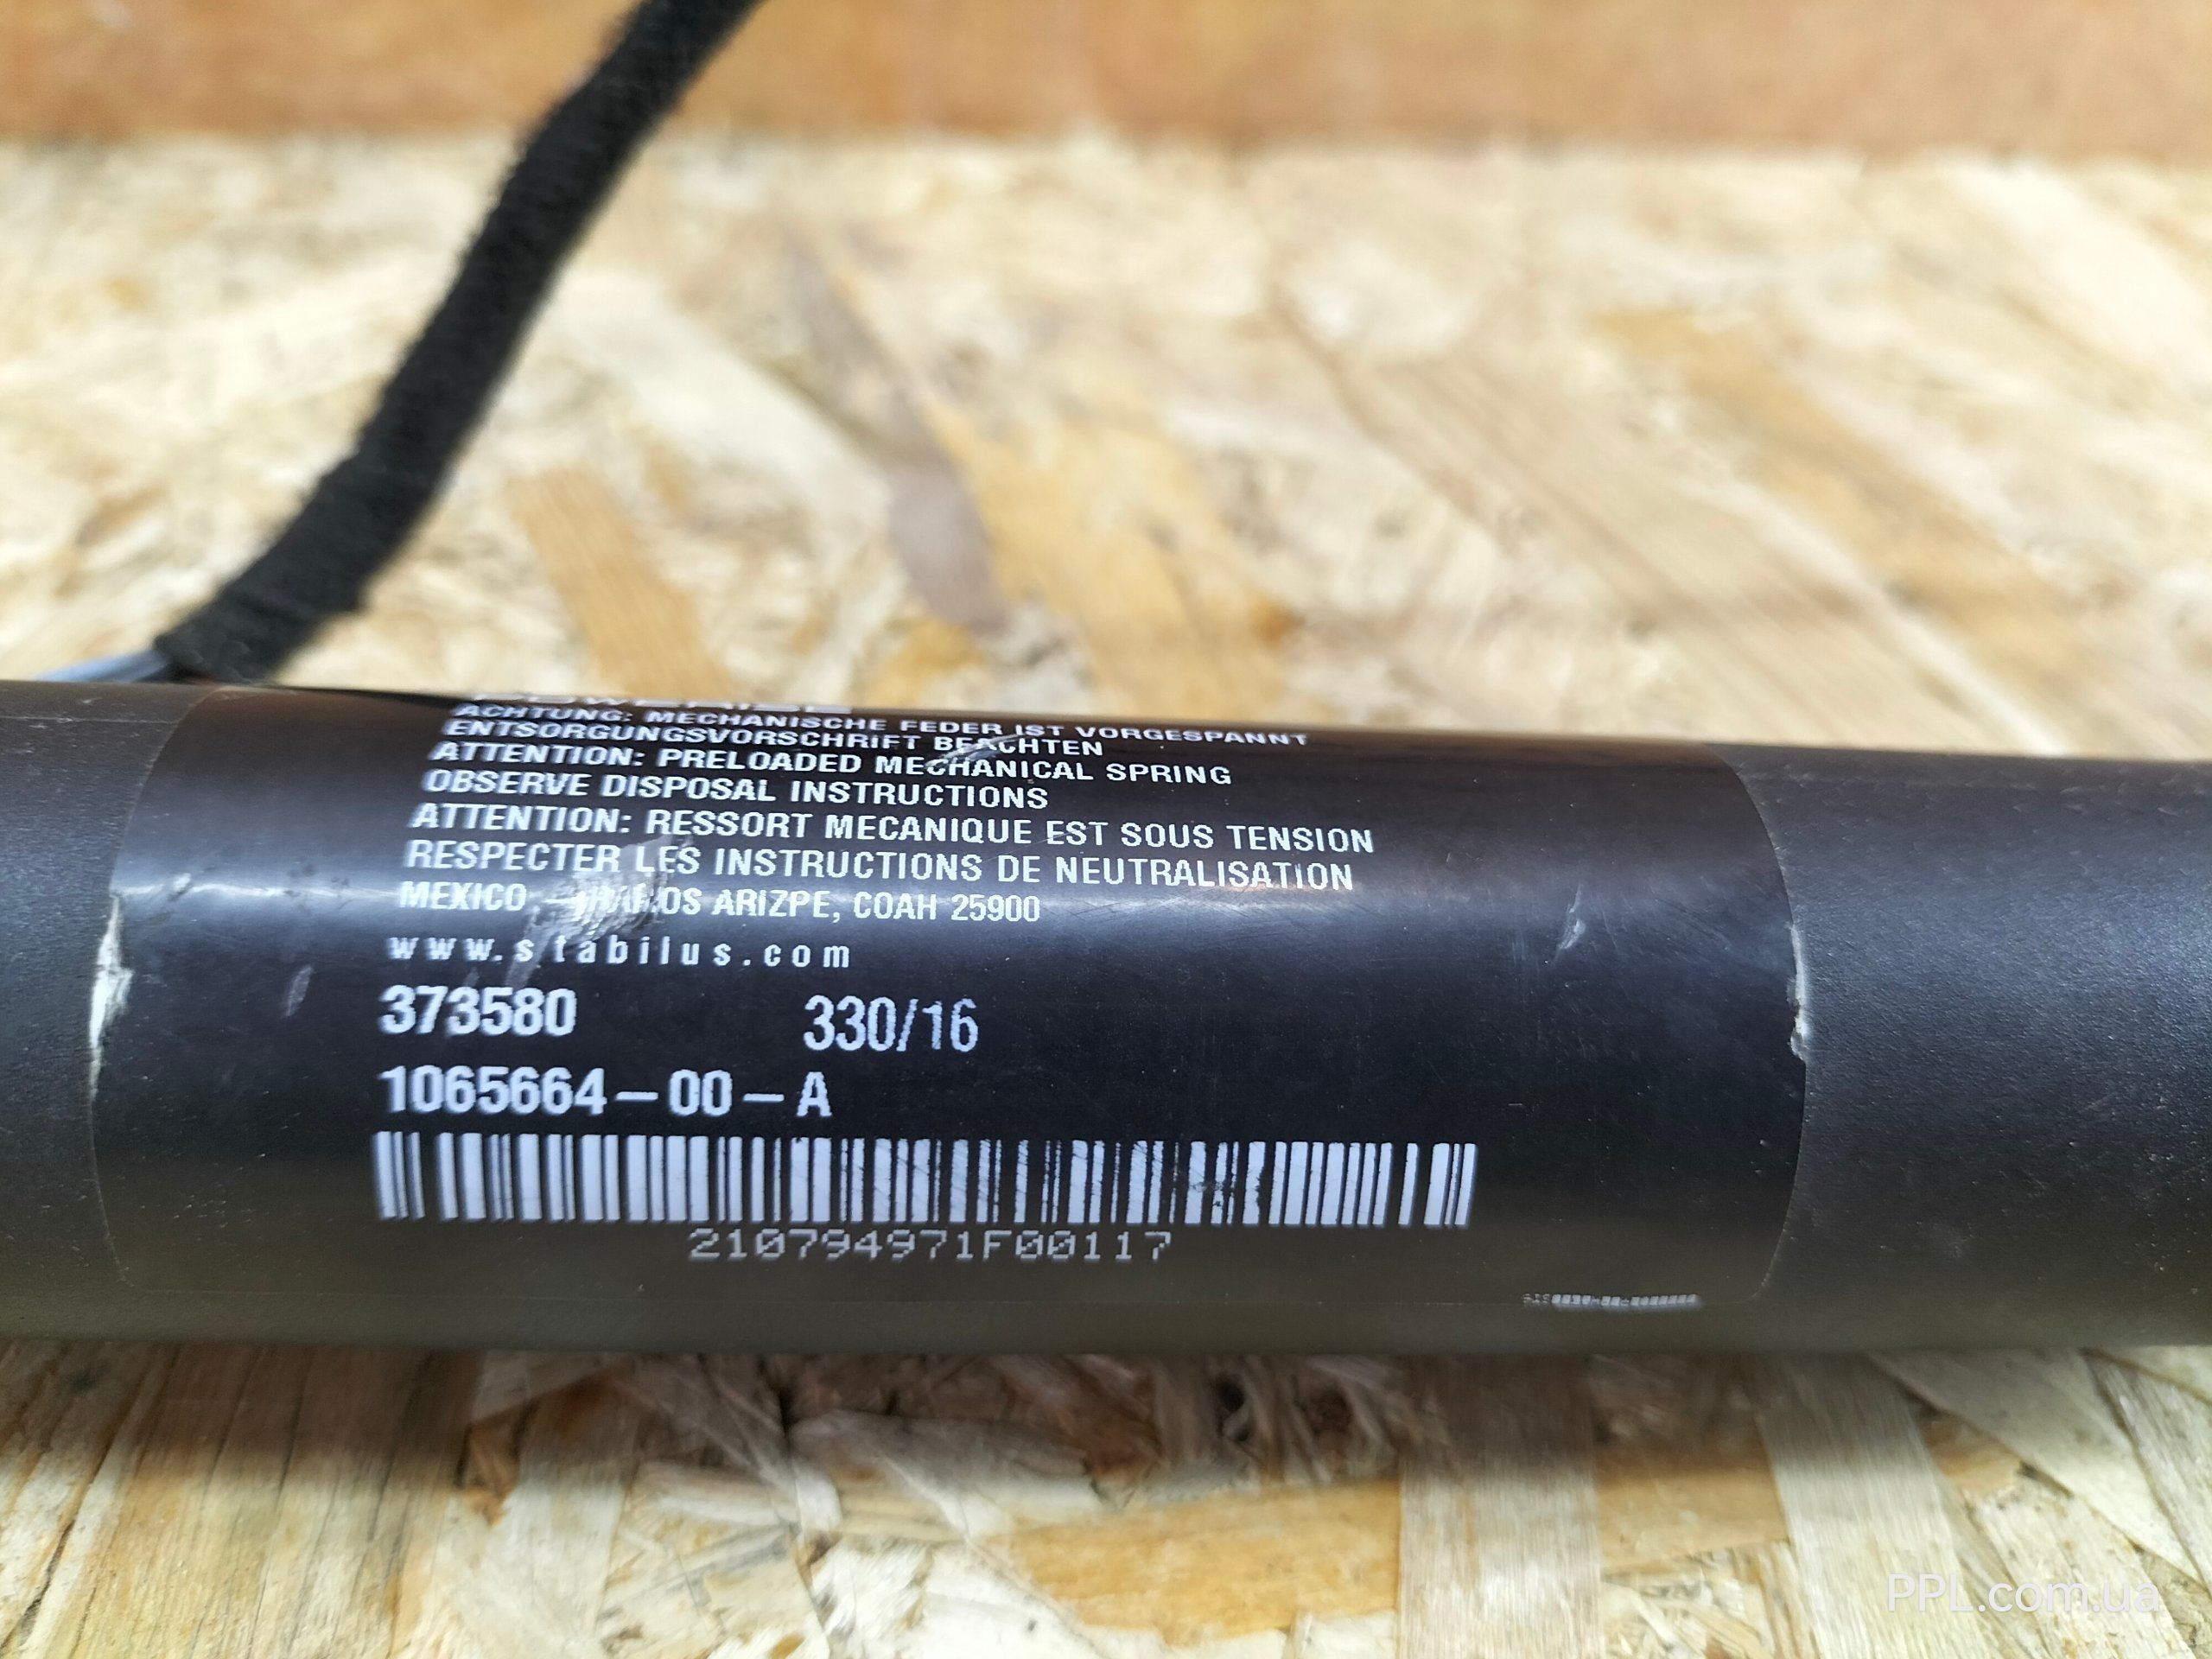 POWERISE
ACHTUNG: MECHANISCHE FEDER IST VORGESPANNT
ENTSORGUNGSVORSCHRIFT BEACHTEN
ATTENTION: PRELOADED MECHANICAL SPRING
OBSERVE DISPOSAL INSTRUCTIONS
ATTENTION: RESSORT MECANIQUE EST SOUS TENSION
RESPECTER LES INSTRUCTIONS DE NEUTRALISATION
MEXICO – ARIZPE, COAH 25900
www.stabilus.com
373580 330/16
1065664-00-A
210794971F00117
PPL.com.ua